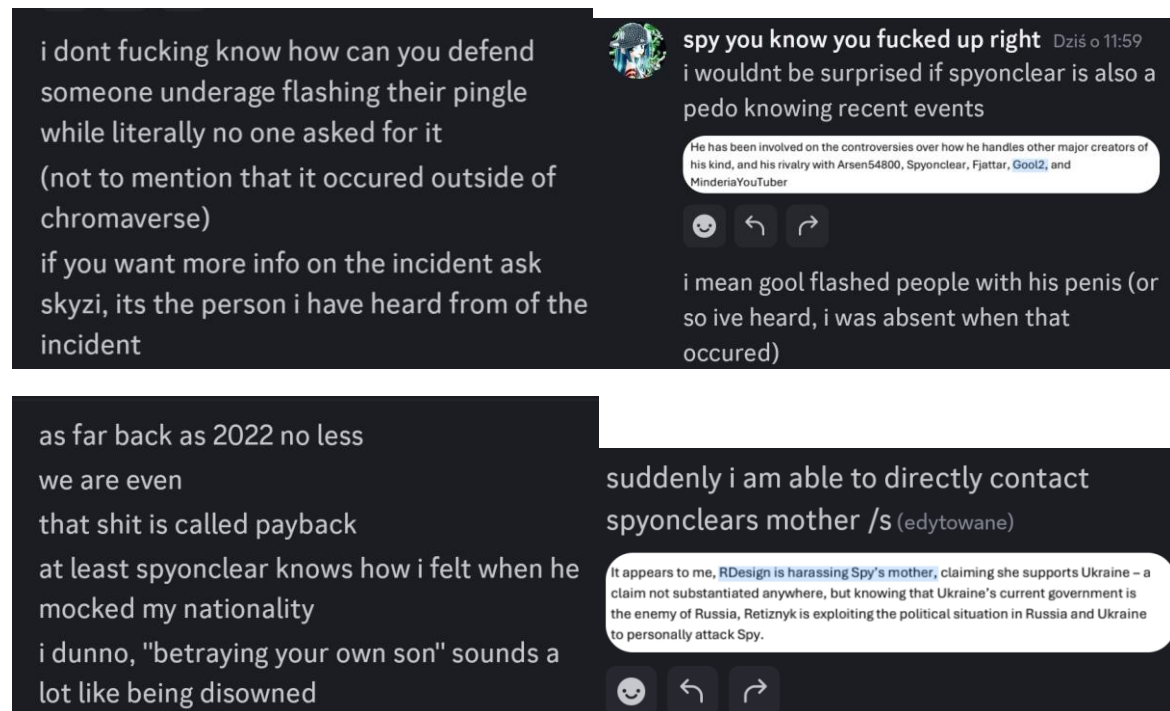 i dont fucking know how can you defend
someone underage flashing their pingle
while literally no one asked for it
(not to mention that it occured outside of
chromaverse)
if you want more info on the incident ask
skyzi, its the person i have heard from of the
incident
spy you know you fucked up right Dziś o 11:59
i wouldnt be surprised if spyonclear is also a
pedo knowing recent events
He has been involved on the controversies over how he handles other major creators of
his kind, and his rivalry with Arsen54800, Spyonclear, Fjattar, Gool2, and
MinderiaYouTuber
i mean gool flashed people with his penis (or
so ive heard, i was absent when that
occured)
as far back as 2022 no less
we are even
that shit is called payback
at least spyonclear knows how i felt when he
mocked my nationality
i dunno, "betraying your own son" sounds a
lot like being disowned
suddenly i am able to directly contact
spyonclears mother /s (edytowane)
It appears to me, RDesign is harassing Spy's mother, claiming she supports Ukraine – a
claim not substantiated anywhere, but knowing that Ukraine's current government is
the enemy of Russia, Retiznyk is exploiting the political situation in Russia and Ukraine
to personally attack Spy.